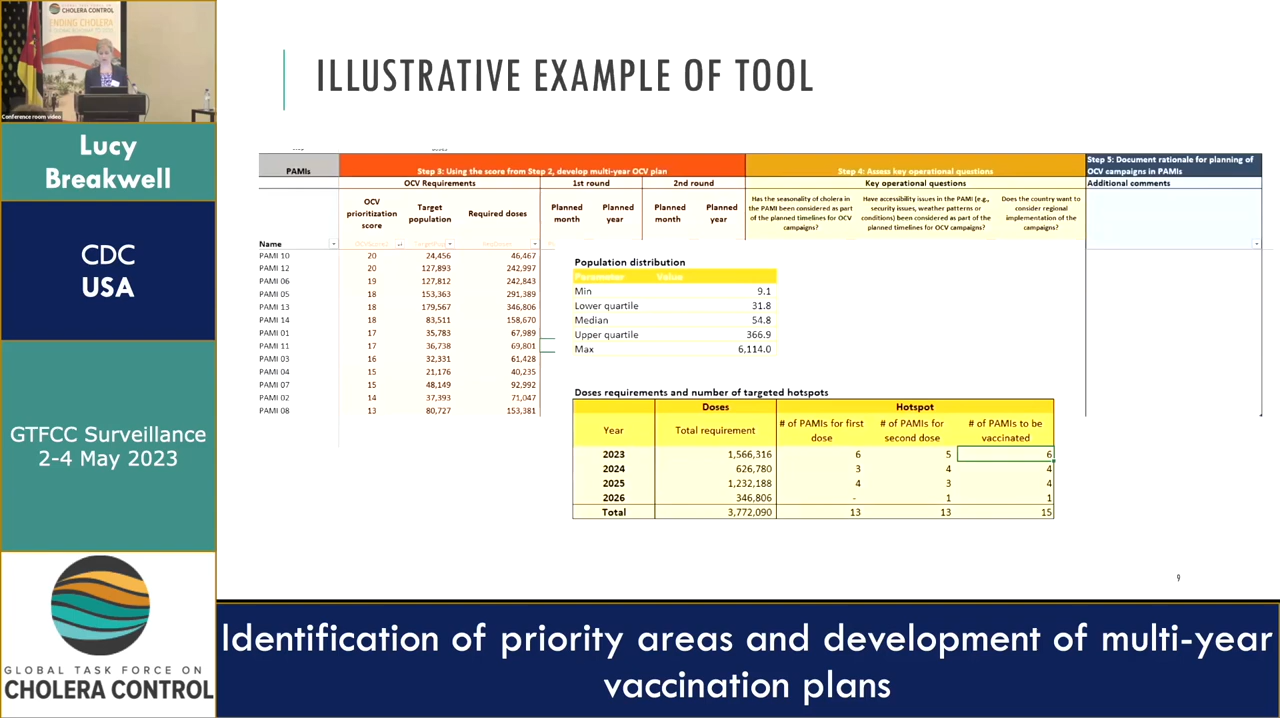 ENDING CHOLERA
Conference room video
Lucy
Breakwell
CDC
USA
GTFCC Surveillance
2-4 May 2023
GLOBAL TASK FORCE ON
CHOLERA CONTROL
ILLUSTRATIVE EXAMPLE OF TOOL
PAMIs
Step 3: Using the score from Step 2, develop multi-year OCV plan
Step 4: Assess key operational questions
Step 5: Document rationale for planning of OCV campaigns in PAMIs
OCV Requirements 1st round 2nd round Key operational questions Additional comments
OCV prioritization score
Target population
Required doses
Planned month
Planned year
Planned month
Planned year
Has the seasonality of cholera in the PAMI been considered as part of the planned timelines for OCV campaigns?
Have accessibility issues in the PAMI (e.g., security issues, weather patterns or conditions) been considered as part of the planned timelines for OCV campaigns?
Does the country want to consider regional implementation of the campaigns?
Name
PAMI 10 20 24,456 46,467
PAMI 12 20 127,893 242,997
PAMI 06 19 127,812 242,843
PAMI 05 18 153,363 291,389
PAMI 13 18 179,567 346,806
PAMI 14 18 83,511 158,670
PAMI 01 17 35,783 67,989
PAMI 11 17 36,738 69,801
PAMI 03 16 32,331 61,428
PAMI 04 15 21,176 40,235
PAMI 07 15 48,149 92,992
PAMI 02 14 37,393 71,047
PAMI 08 13 80,727 153,381
Population distribution
Parameter Value
Min 9.1
Lower quartile 31.8
Median 54.8
Upper quartile 366.9
Max 6,114.0
Doses requirements and number of targeted hotspots
Doses Hotspot
Year Total requirement # of PAMIs for first dose # of PAMIs for second dose # of PAMIs to be vaccinated
2023 1,566,316 6 5 6
2024 626,780 3 4 4
2025 1,232,188 4 3 4
2026 346,806 - 1 1
Total 3,772,090 13 13 15
9
Identification of priority areas and development of multi-year
vaccination plans